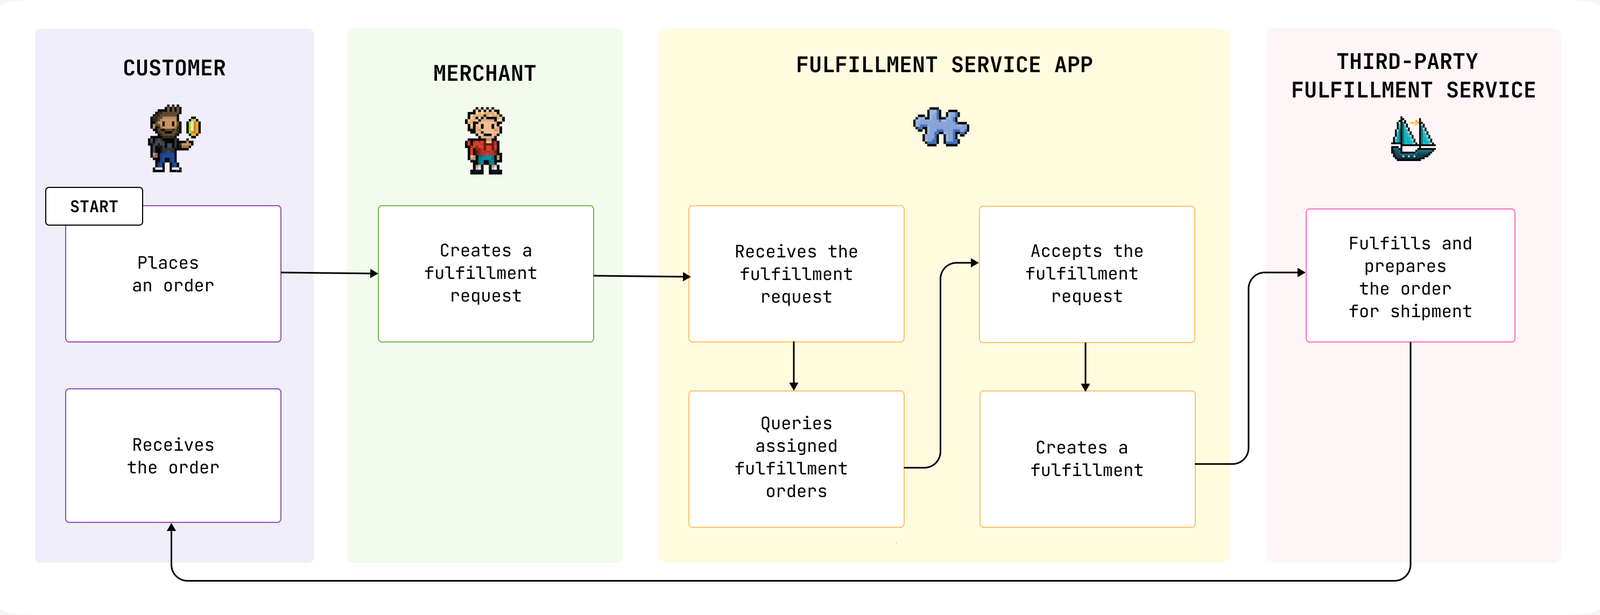 CUSTOMER
MERCHANT
FULFILLMENT SERVICE APP
THIRD-PARTY
FULFILLMENT SERVICE
START
Places
an order
Creates a
fulfillment
request
Receives the
fulfillment
request
Accepts the
fulfillment
request
Fulfills and
prepares
the order
for shipment
Receives
the order
Queries
assigned
fulfillment
orders
Creates a
fulfillment